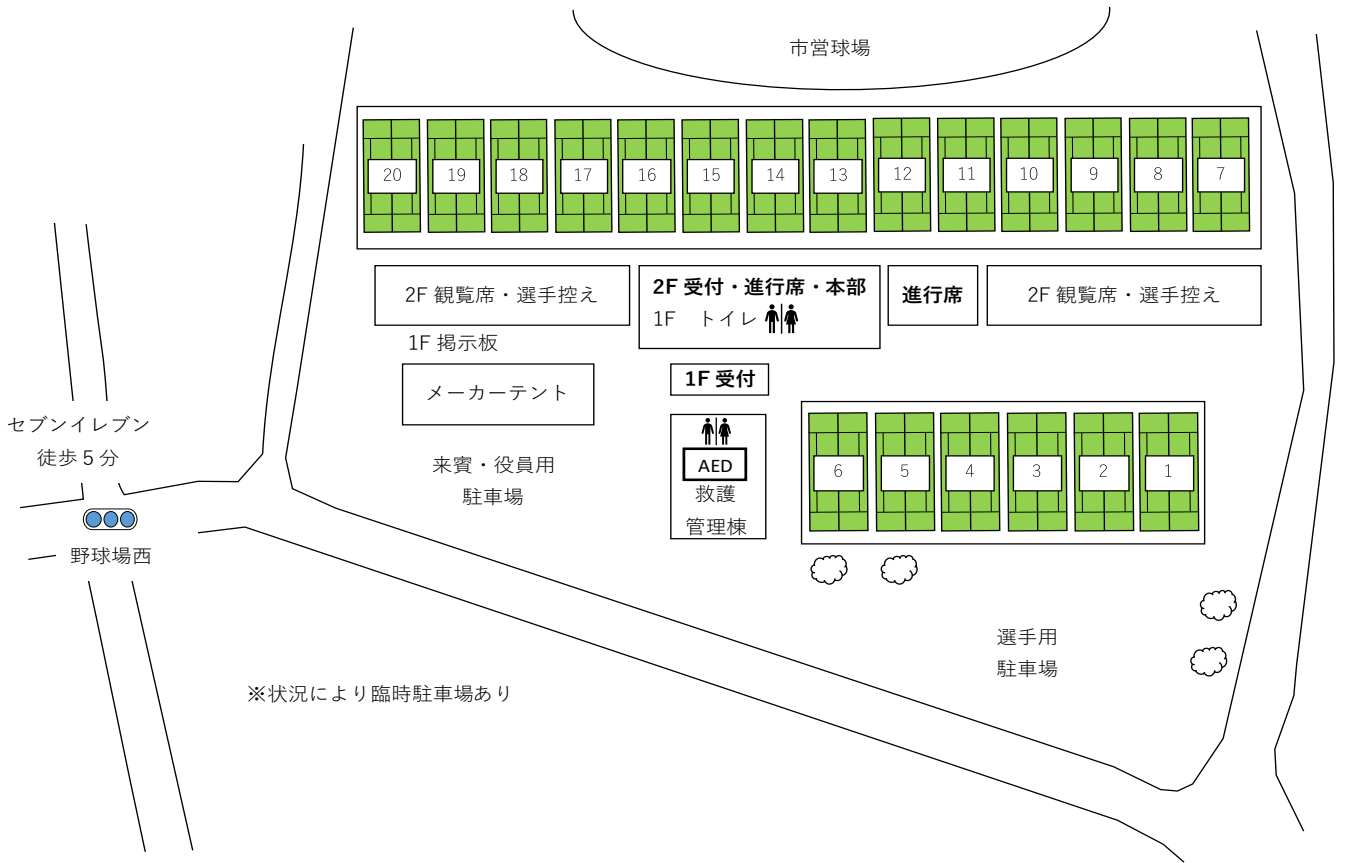 市営球場
20 19 18 17 16 15 14 13 12 11 10 9 8 7
2F 観覧席・選手控え
2F 受付・進行席・本部
1F トイレ
進行席
2F 観覧席・選手控え
1F 掲示板
メーカーテント
1F 受付
セブンイレブン
徒歩５分
来賓・役員用
駐車場
AED
救護
管理棟
6 5 4 3 2 1
野球場西
選手用
駐車場
※状況により臨時駐車場あり